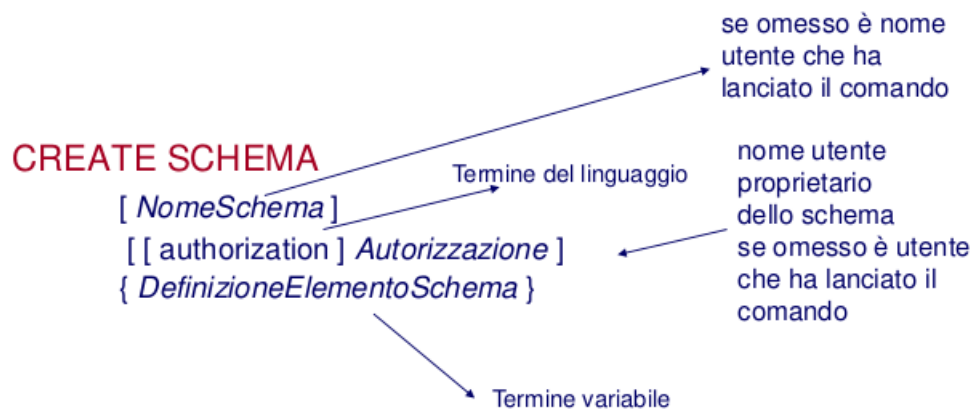 se omesso è nome
utente che ha
lanciato il comando
CREATE SCHEMA
[ NomeSchema ]
[ [ authorization ] Autorizzazione ]
{ DefinizioneElementoSchema }
Termine del linguaggio
nome utente
proprietario
dello schema
se omesso è utente
che ha lanciato il
comando
Termine variabile